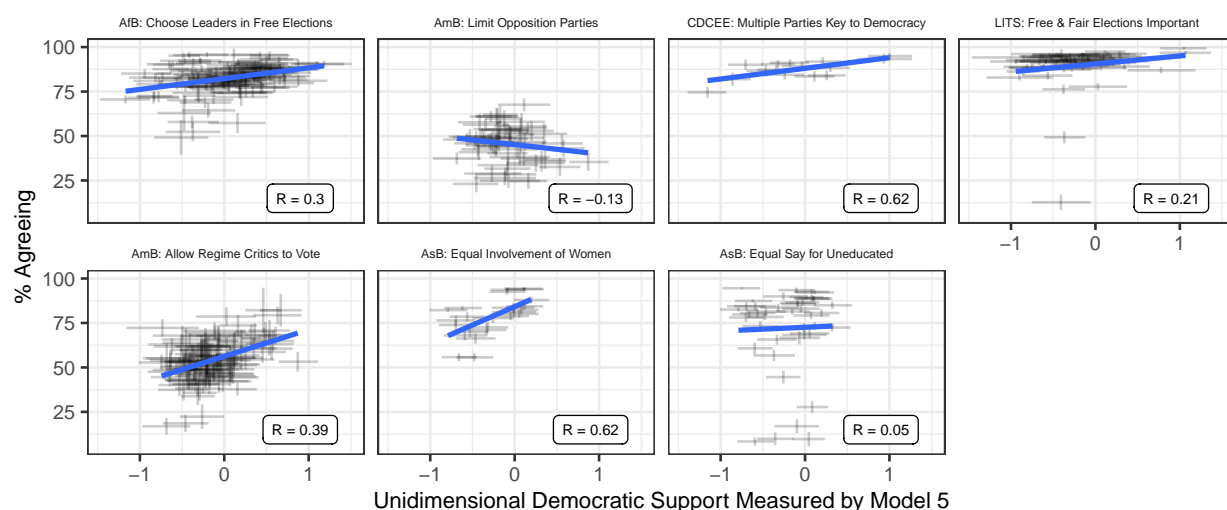 AfB: Choose Leaders in Free Elections
AmB: Limit Opposition Parties
CDCEE: Multiple Parties Key to Democracy
LITS: Free & Fair Elections Important
100
75
50
25
R = 0.3
R = −0.13
R = 0.62
R = 0.21
−1
0
1
% Agreeing
AmB: Allow Regime Critics to Vote
AsB: Equal Involvement of Women
AsB: Equal Say for Uneducated
100
75
50
25
R = 0.39
R = 0.62
R = 0.05
−1
0
1
−1
0
1
−1
0
1
Unidimensional Democratic Support Measured by Model 5